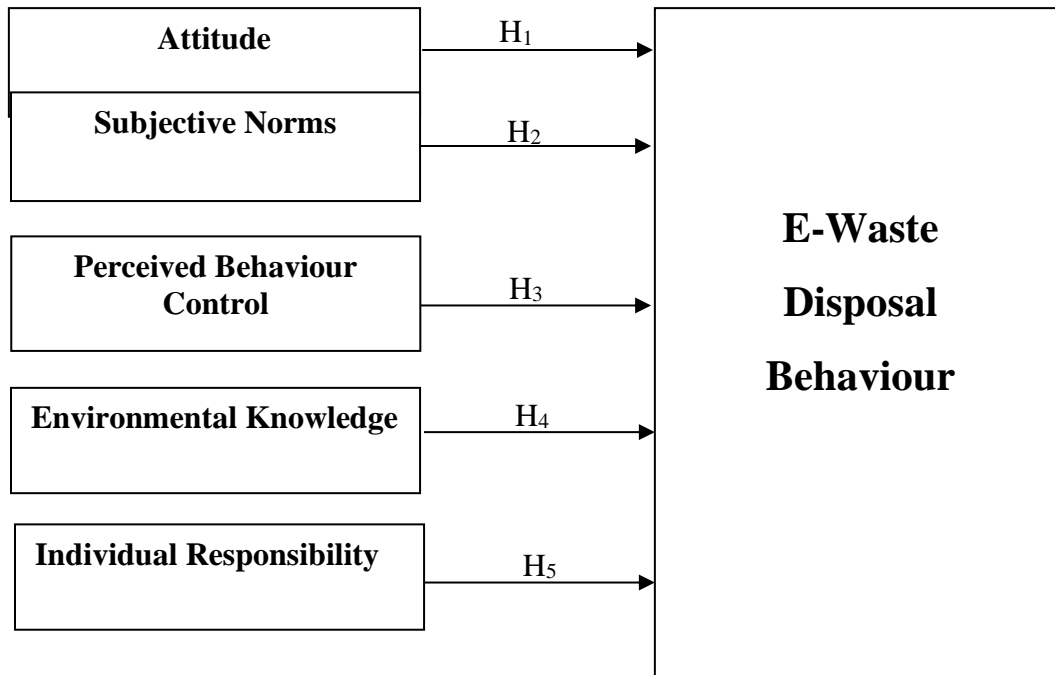 Attitude
H₁
Subjective Norms
H₂
Perceived Behaviour
Control
H₃
Environmental Knowledge
H₄
Individual Responsibility
H₅
E-Waste
Disposal
Behaviour